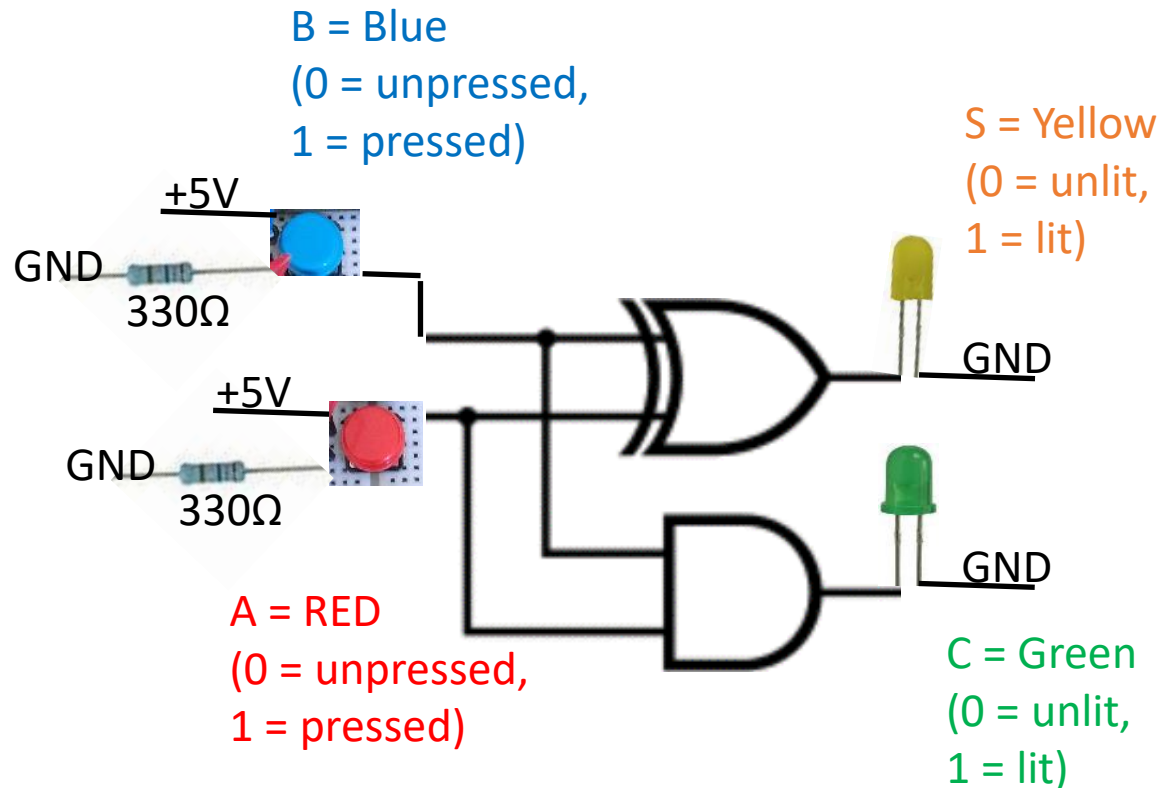 B = Blue
(0 = unpressed,
1 = pressed)
S = Yellow
(0 = unlit,
1 = lit)
+5V
GND
330Ω
GND
+5V
GND
330Ω
GND
A = RED
(0 = unpressed,
1 = pressed)
C = Green
(0 = unlit,
1 = lit)